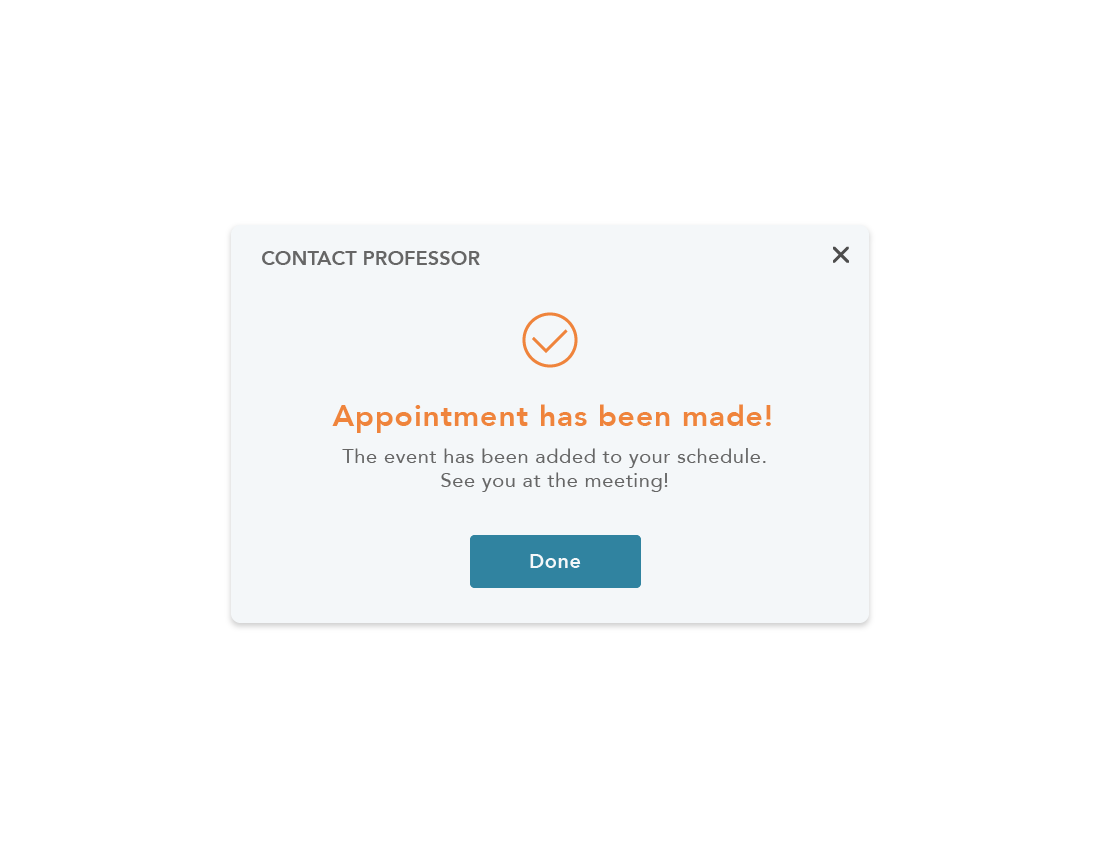 CONTACT PROFESSOR
Appointment has been made!
The event has been added to your schedule.
See you at the meeting!
Done